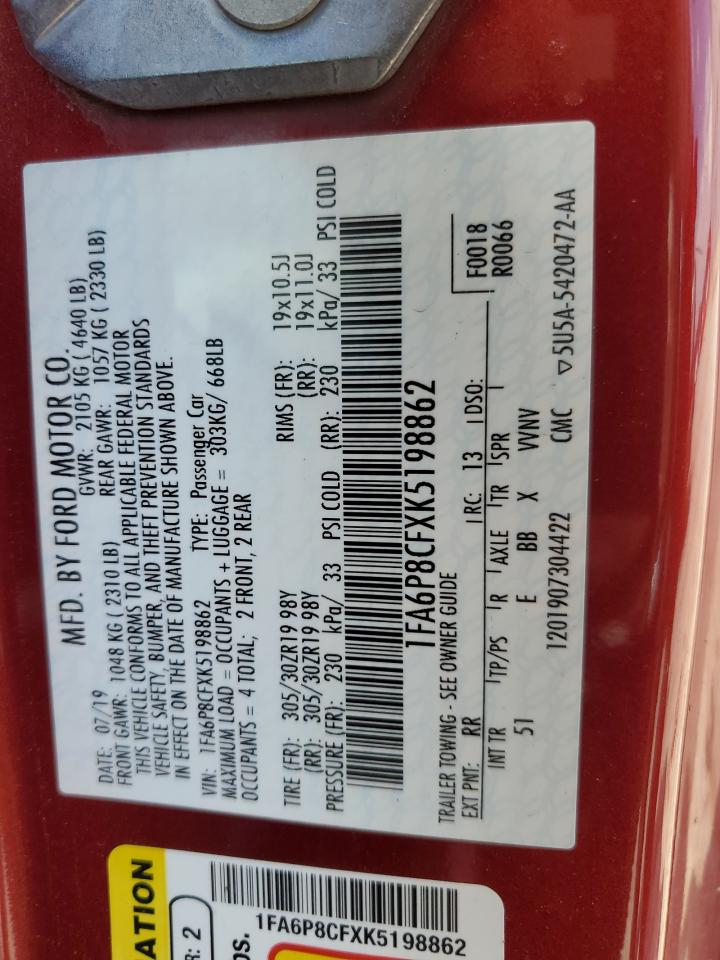 MFD. BY FORD MOTOR CO.
DATE: 07/19 GVWR: 2105 KG ( 4640 LB)
FRONT GAWR: 1048 KG ( 2310 LB) REAR GAWR: 1057 KG ( 2330 LB)
THIS VEHICLE CONFORMS TO ALL APPLICABLE FEDERAL MOTOR
VEHICLE SAFETY, BUMPER, AND THEFT PREVENTION STANDARDS
IN EFFECT ON THE DATE OF MANUFACTURE SHOWN ABOVE.
VIN: 1FA6P8CFXK5198862 TYPE: Passenger Car
MAXIMUM LOAD = OCCUPANTS + LUGGAGE = 303KG/ 668LB
OCCUPANTS = 4 TOTAL; 2 FRONT, 2 REAR
TIRE (FR): 305/30ZR19 98Y RIMS (FR): 19x10.5J
(RR): 305/30ZR19 98Y (RR): 19x11.0J
PRESSURE (FR): 230 kPa/ 33 PSI COLD (RR): 230 kPa/ 33 PSI COLD
1FA6P8CFXK5198862
TRAILER TOWING - SEE OWNER GUIDE
EXT PNT: RR RC: 13 DSO: F0018
R0066
INT TR TP/PS R AXLE TR SPR
51 E BB X VVNV
1201907304422 CMC ▽5U5A-5420472-AA
ATION
R: 2
OS.
1FA6P8CFXK5198862